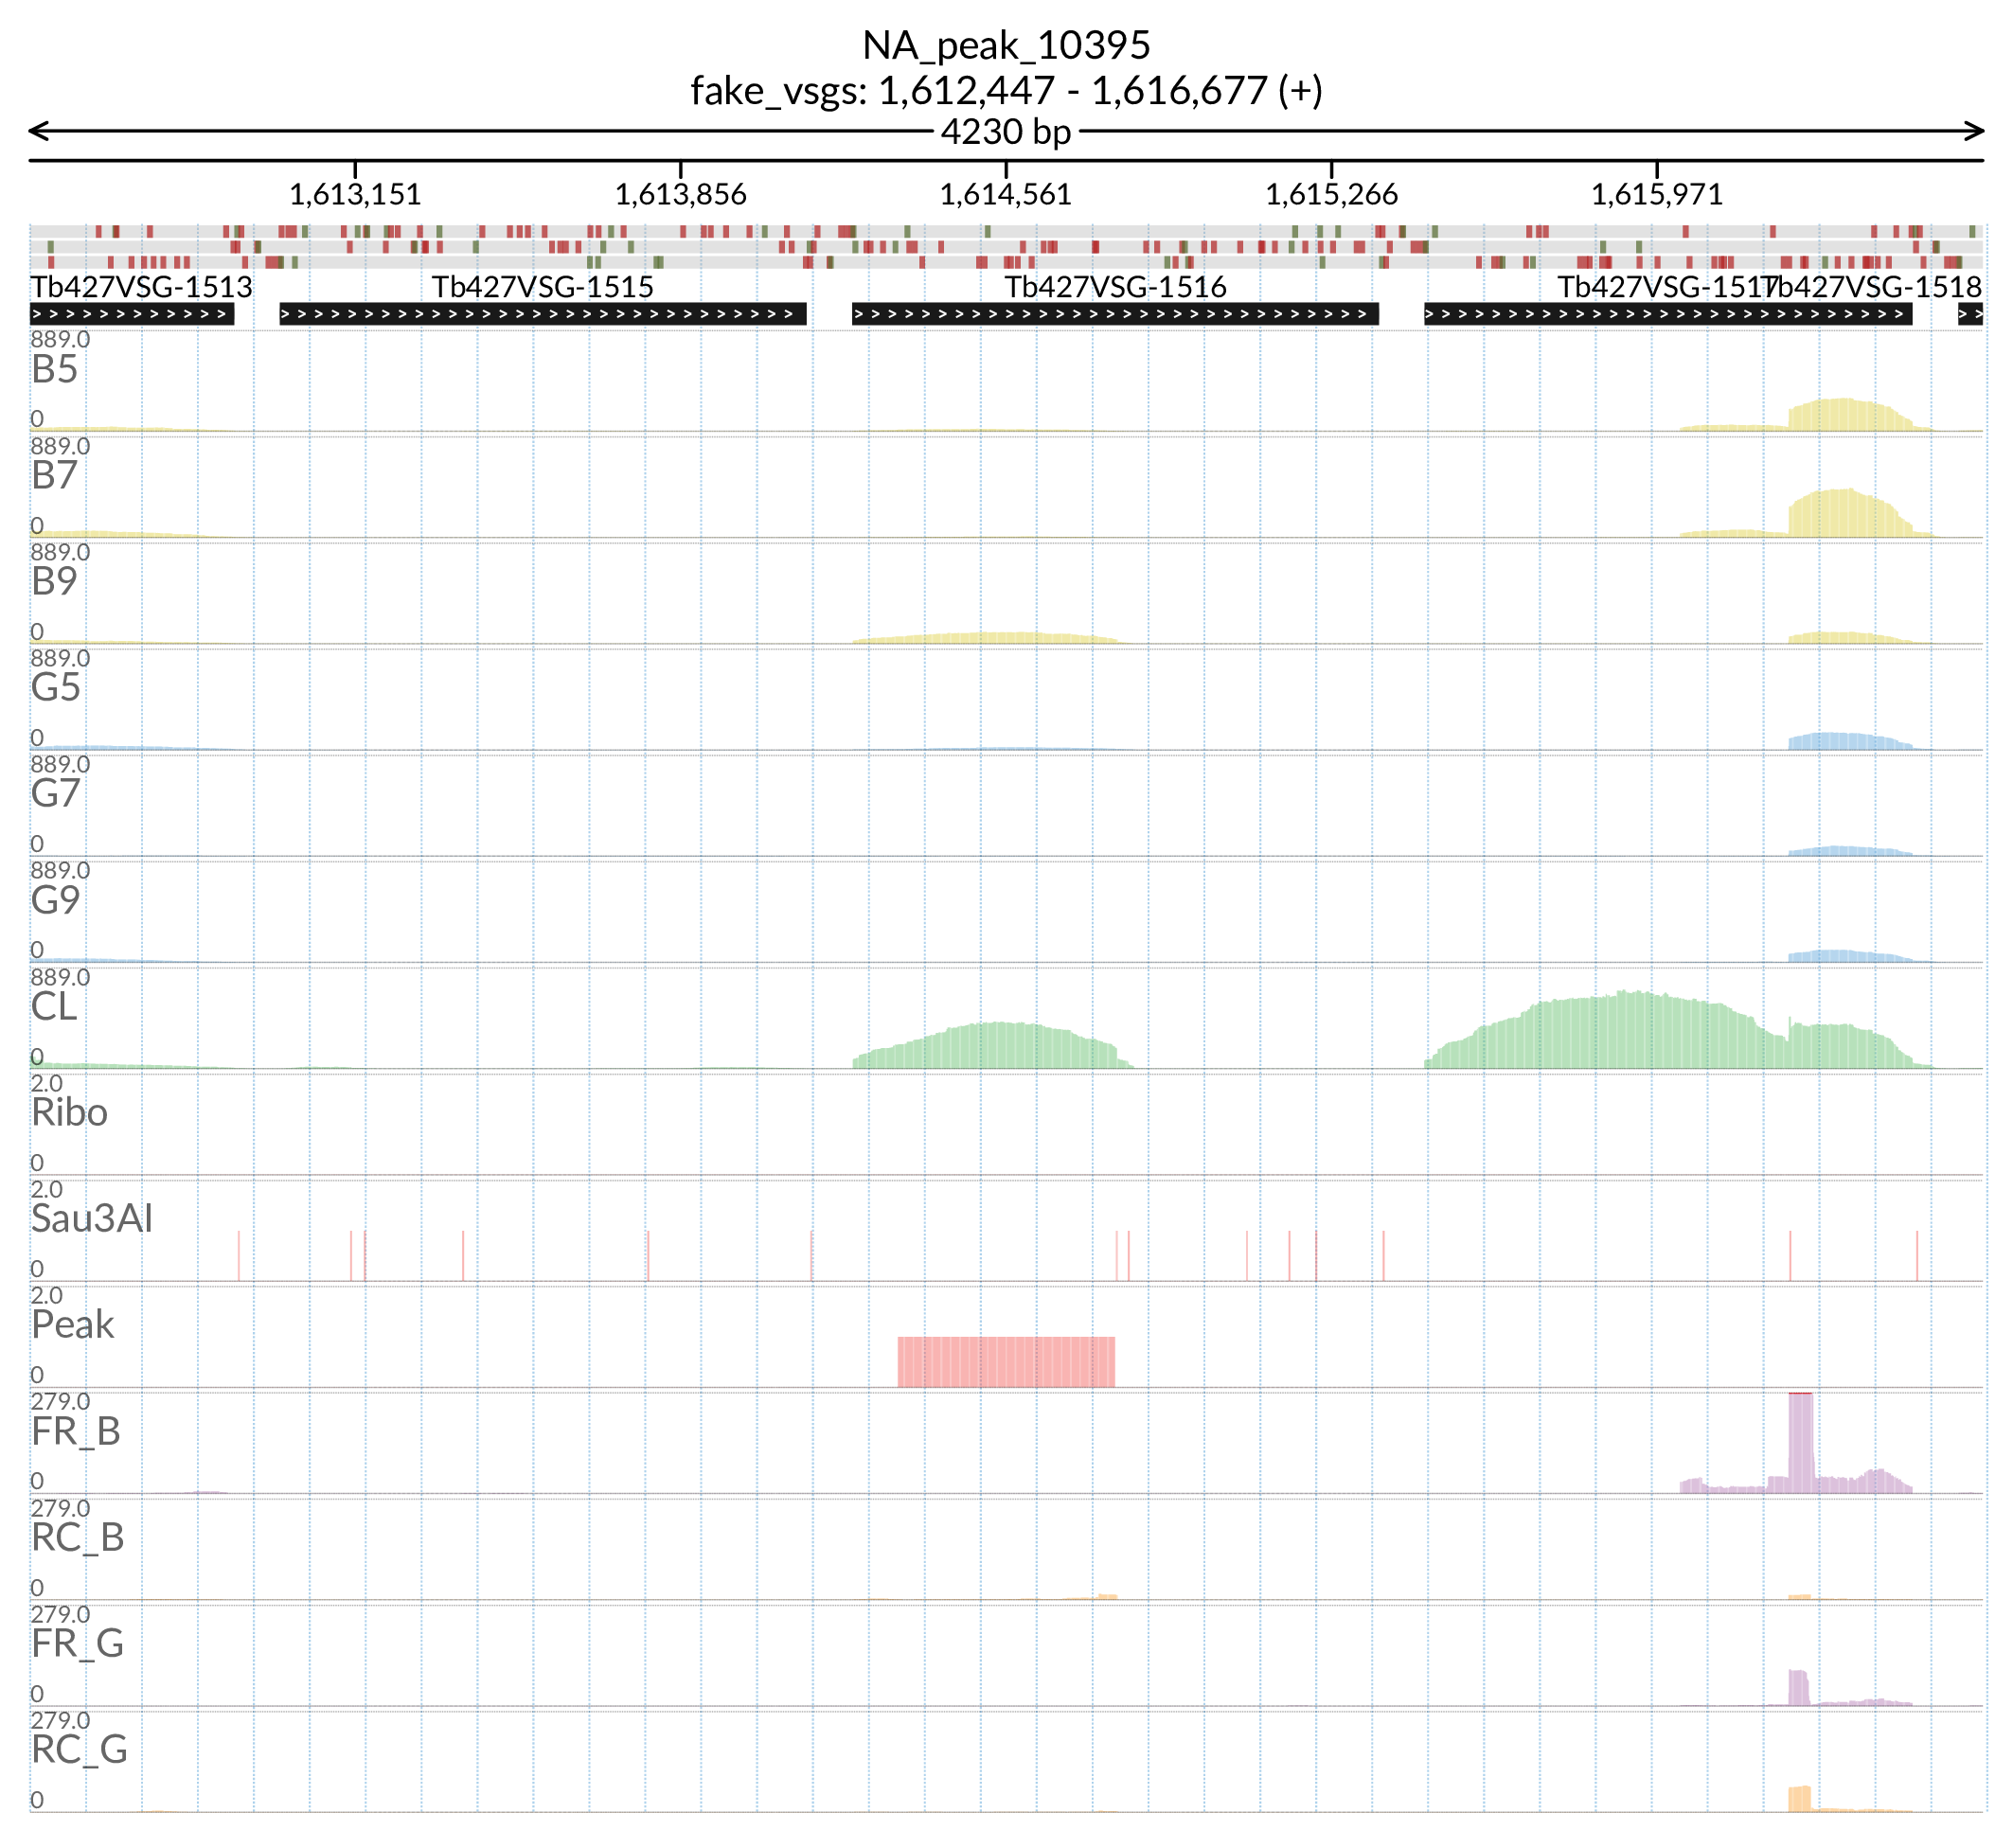 NA_peak_10395
fake_vsgs: 1,612,447 - 1,616,677 (+)
4230 bp
1,613,151 1,613,856 1,614,561 1,615,266 1,615,971
Tb427VSG-1513 Tb427VSG-1515 Tb427VSG-1516 Tb427VSG-1517 Tb427VSG-1518
889.0
B5
0
889.0
B7
0
889.0
B9
0
889.0
G5
0
889.0
G7
0
889.0
G9
0
889.0
CL
0
2.0
Ribo
0
2.0
Sau3AI
0
2.0
Peak
0
279.0
FR_B
0
279.0
RC_B
0
279.0
FR_G
0
279.0
RC_G
0